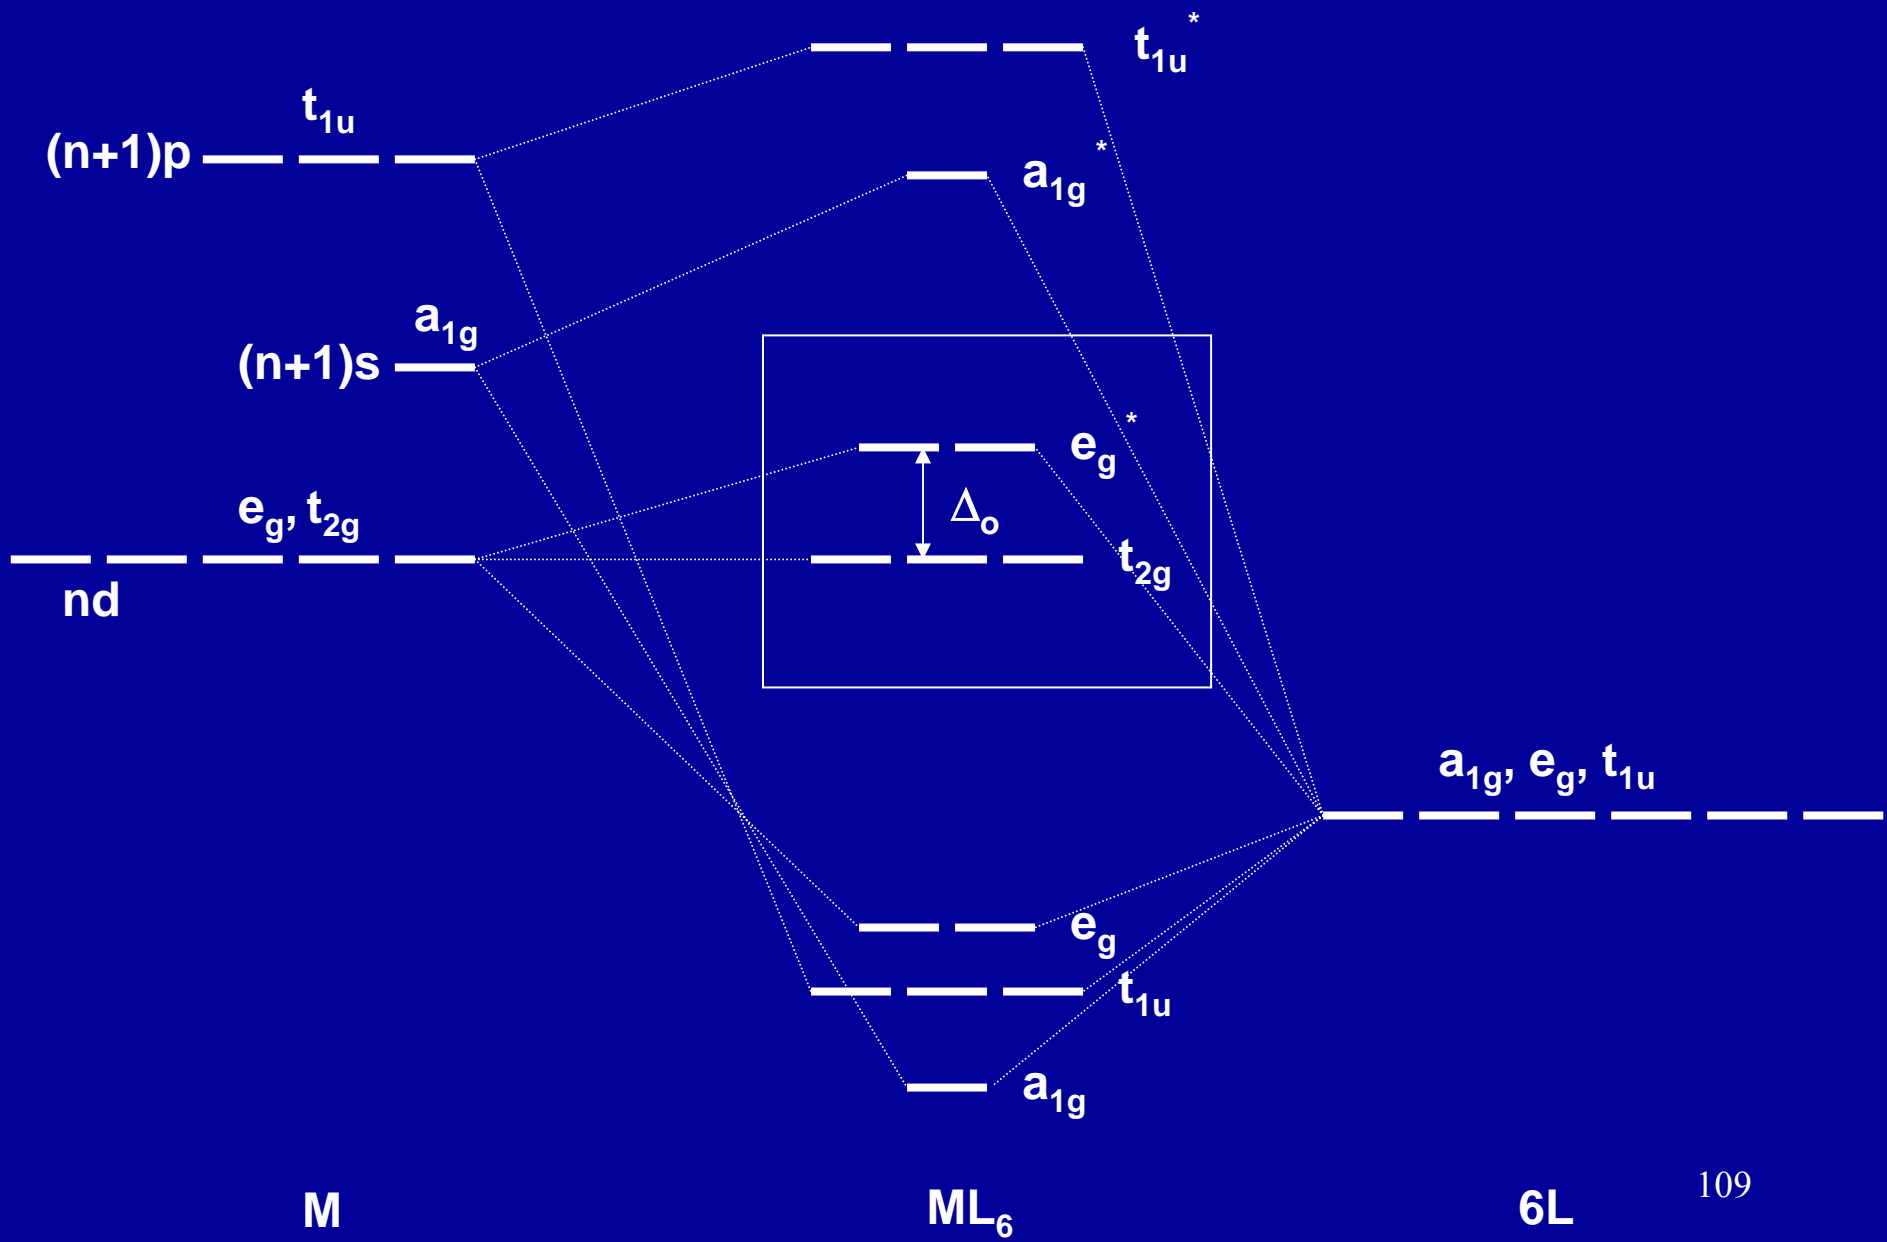 t1u*
t1u
(n+1)p
a1g*
a1g
(n+1)s
eg*
eg, t2g
Δo
t2g
nd
a1g, eg, t1u
eg
t1u
a1g
109
M
ML6
6L